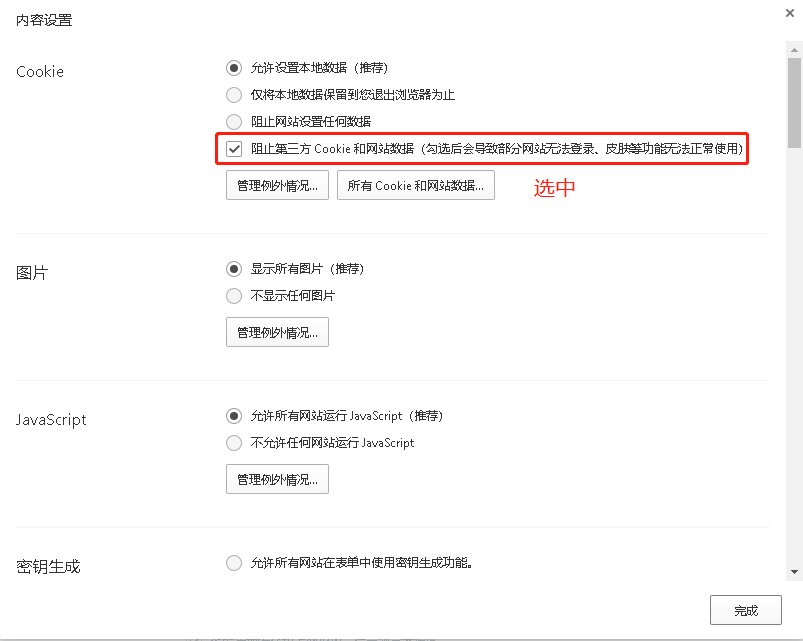 内容设置
×
Cookie
允许设置本地数据（推荐）
仅将本地数据保留到您退出浏览器为止
阻止网站设置任何数据
阻止第三方 Cookie 和网站数据（勾选后会导致部分网站无法登录、皮肤等功能无法正常使用）
管理例外情况...
所有 Cookie 和网站数据...
选中
图片
显示所有图片（推荐）
不显示任何图片
管理例外情况...
JavaScript
允许所有网站运行 JavaScript（推荐）
不允许任何网站运行 JavaScript
管理例外情况...
密钥生成
允许所有网站在表单中使用密钥生成功能。
完成